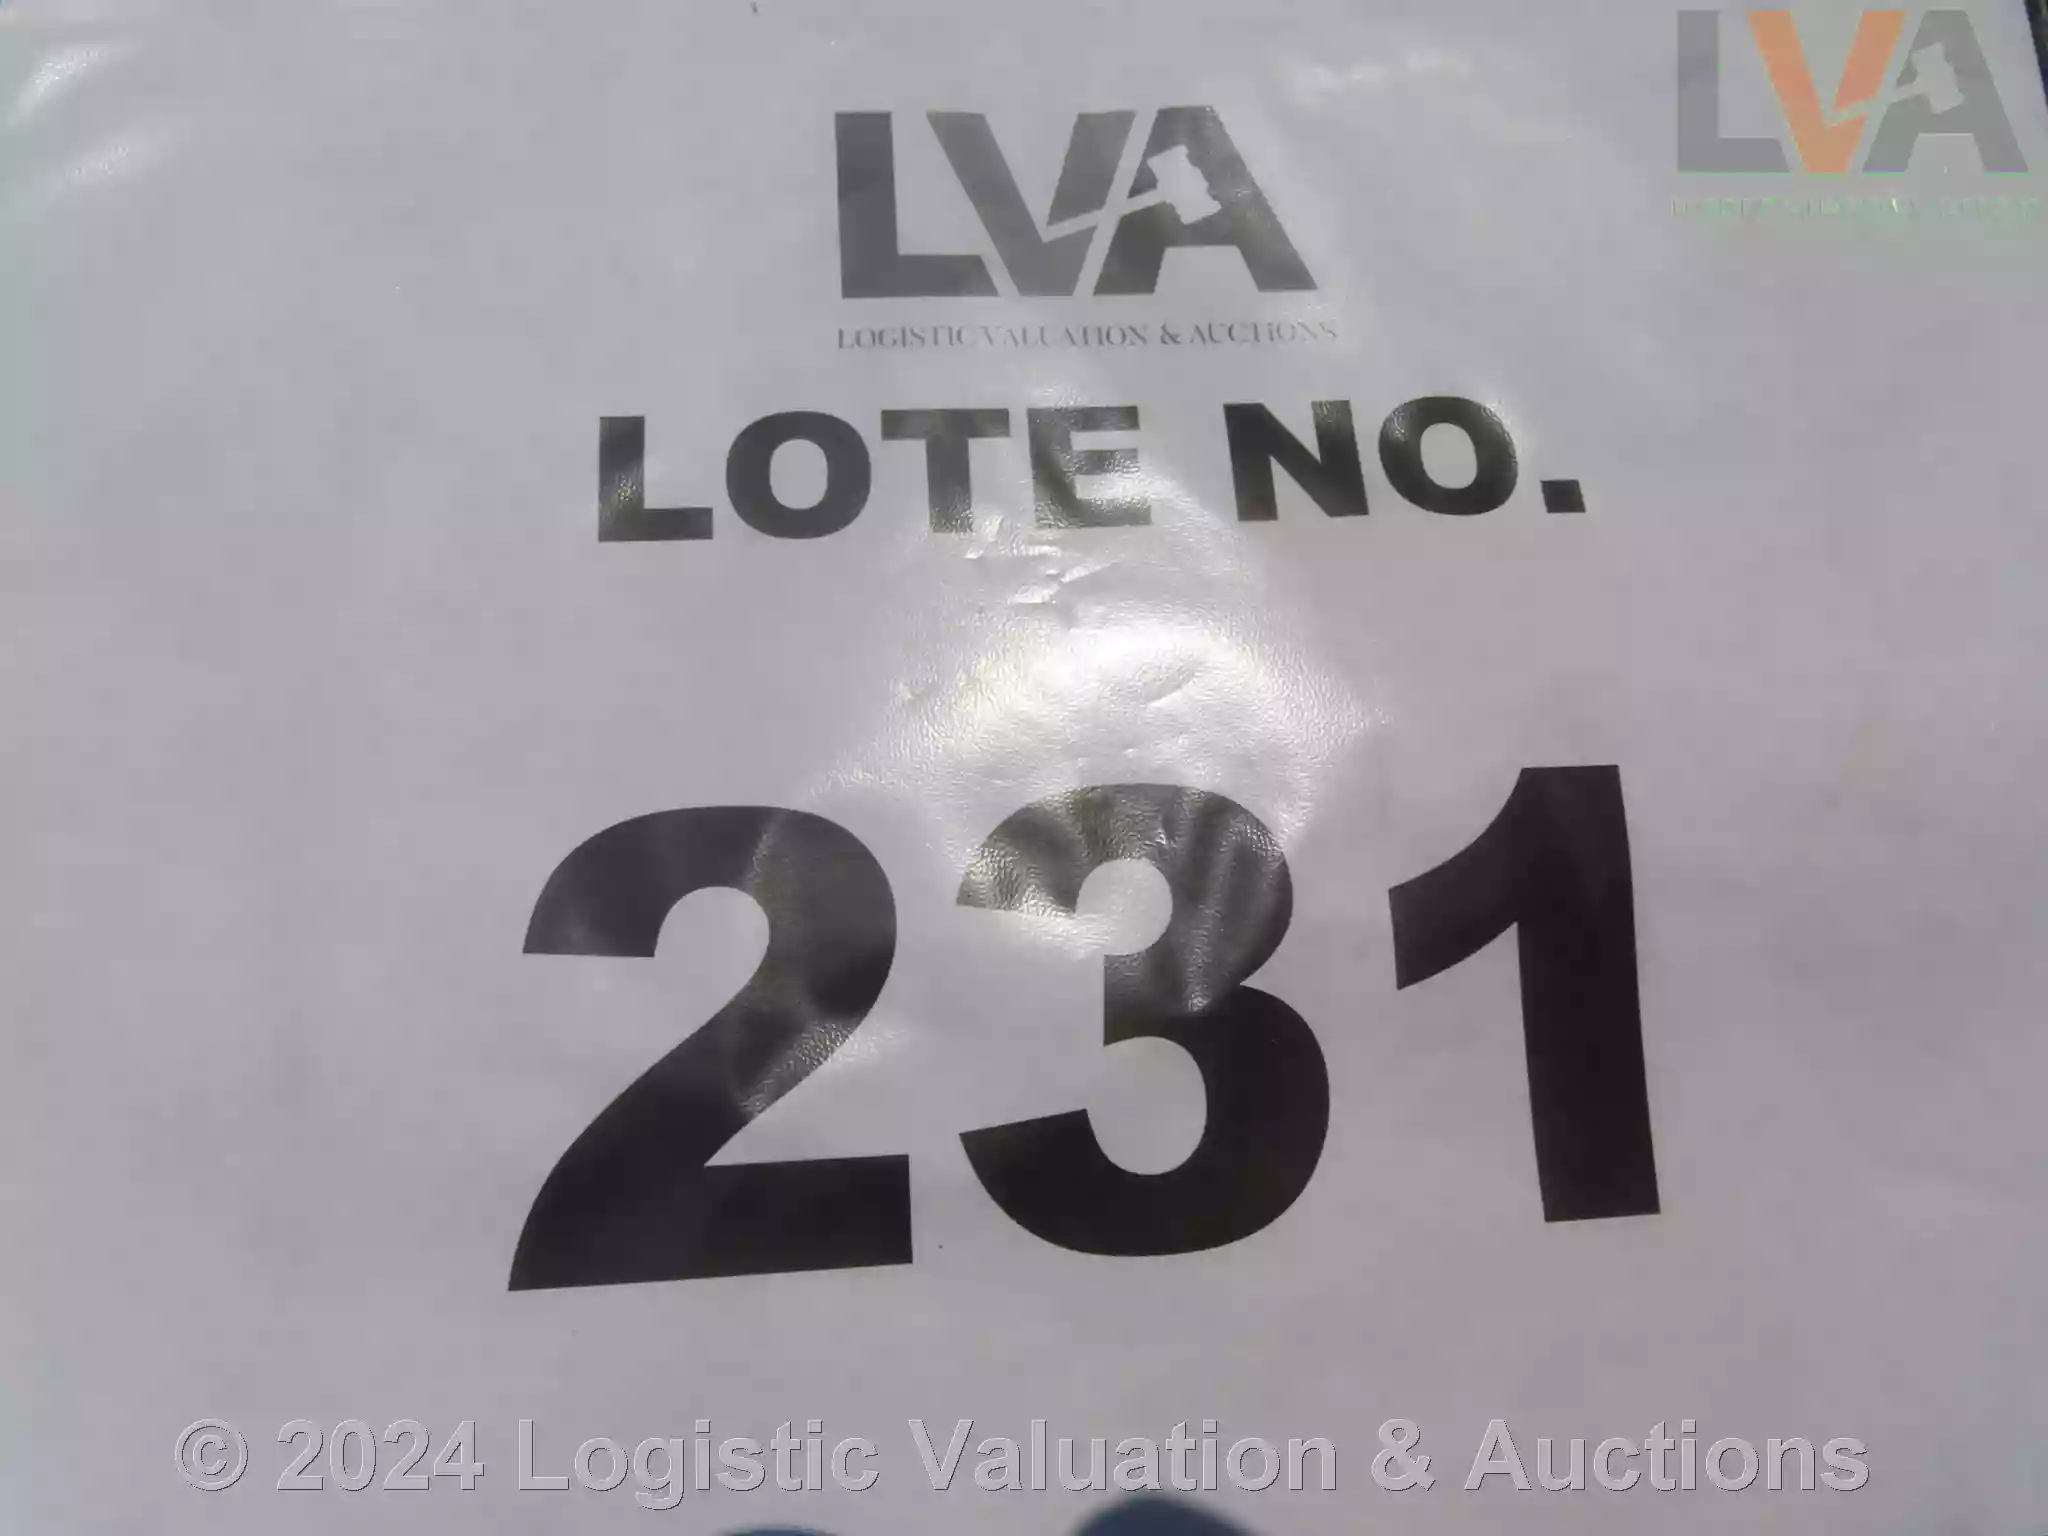 LVA
LVA
LOGISTIC VALUATION & AUCTIONS
LOTE NO.
231
© 2024 Logistic Valuation & Auctions